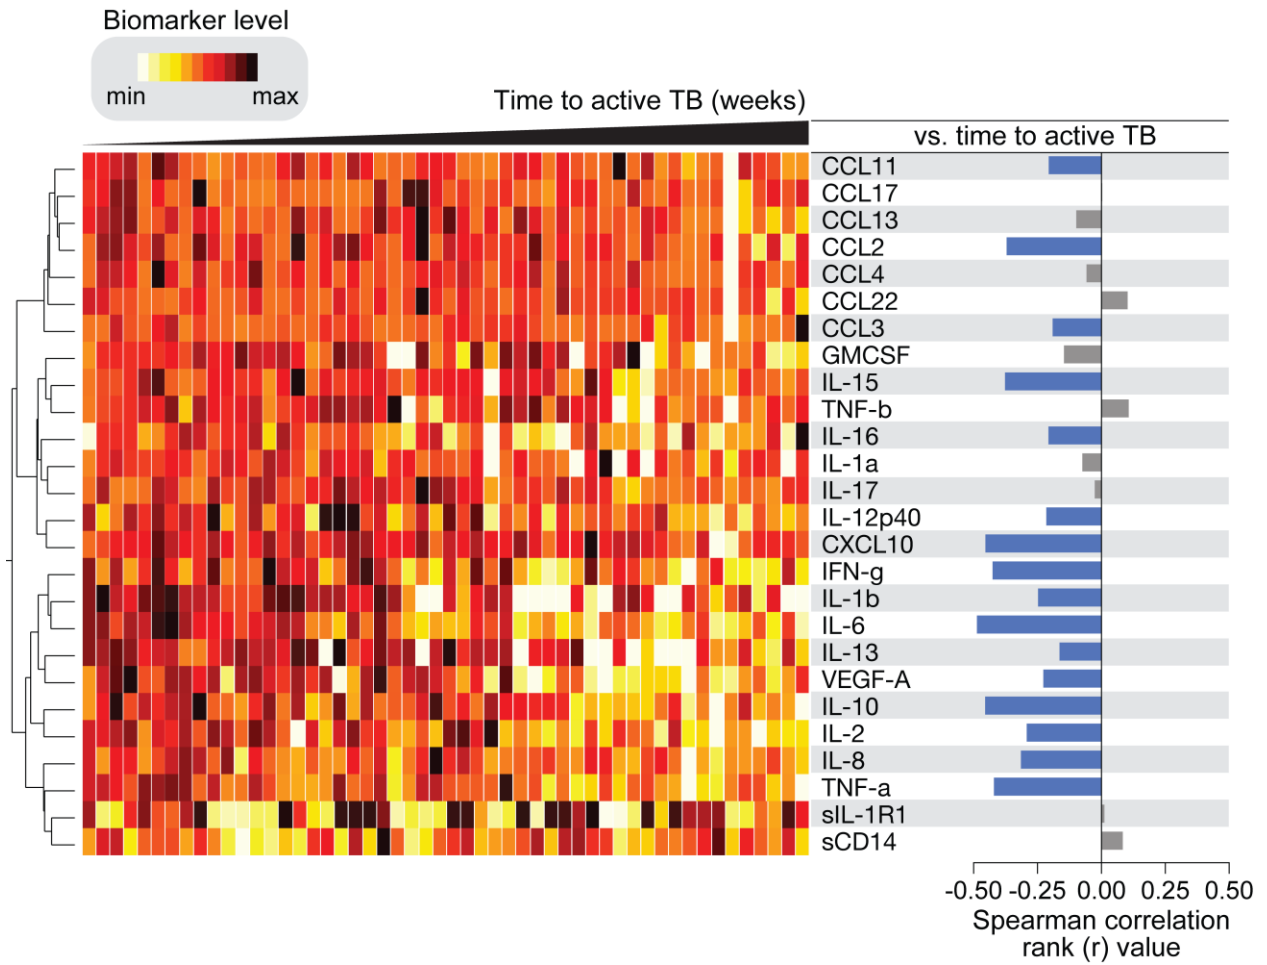 Biomarker level
min max
Time to active TB (weeks)
vs. time to active TB
CCL11
CCL17
CCL13
CCL2
CCL4
CCL22
CCL3
GMCSF
IL-15
TNF-b
IL-16
IL-1a
IL-17
IL-12p40
CXCL10
IFN-g
IL-1b
IL-6
IL-13
VEGF-A
IL-10
IL-2
IL-8
TNF-a
sIL-1R1
sCD14
-0.50 -0.25 0.00 0.25 0.50
Spearman correlation
rank (r) value